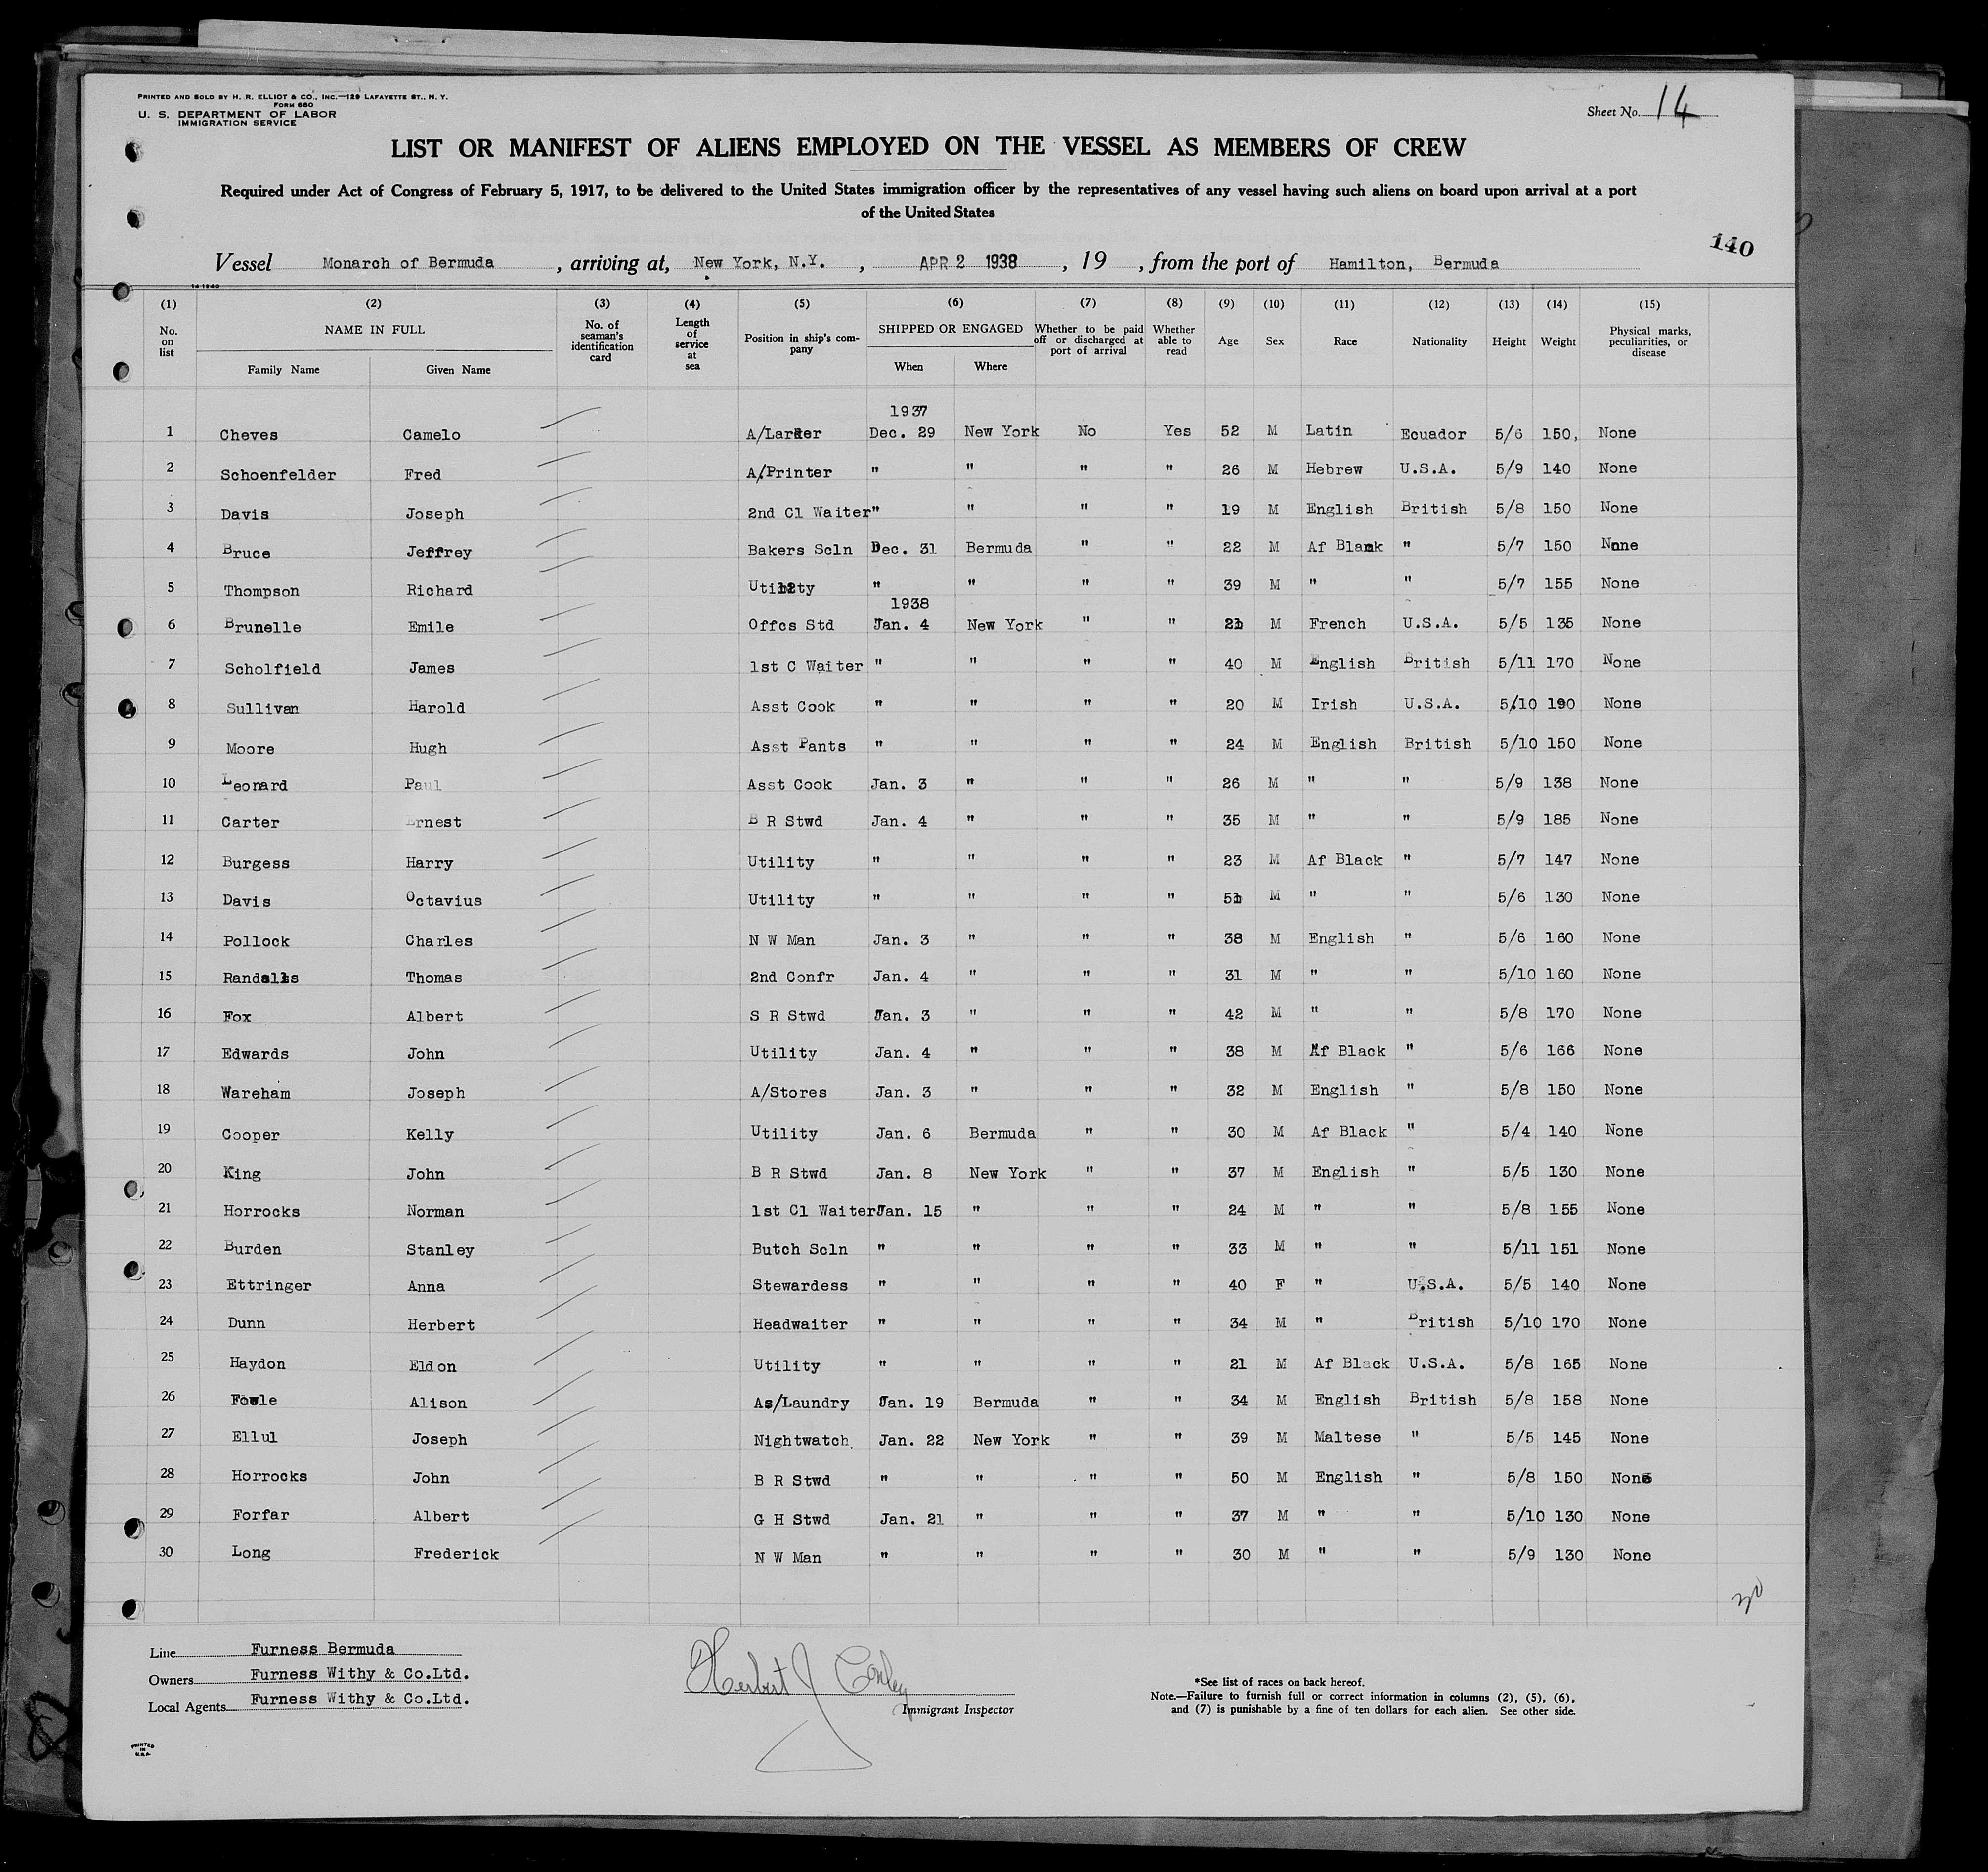 PRINTED AND SOLD BY H. R. ELLIOT & CO., INC.—129 LAFAYETTE ST., N. Y.
FORM 680
U. S. DEPARTMENT OF LABOR
IMMIGRATION SERVICE
Sheet No. 14
LIST OR MANIFEST OF ALIENS EMPLOYED ON THE VESSEL AS MEMBERS OF CREW
Required under Act of Congress of February 5, 1917, to be delivered to the United States immigration officer by the representatives of any vessel having such aliens on board upon arrival at a port
of the United States
140
Vessel Monarch of Bermuda , arriving at, New York, N.Y. , APR 2 1938 , 19 , from the port of Hamilton, Bermuda
14-1240
(1) (2) (3) (4) (5) (6) (7) (8) (9) (10) (11) (12) (13) (14) (15)
No. on list NAME IN FULL Family Name Given Name No. of seaman's identification card Length of service at sea Position in ship's company SHIPPED OR ENGAGED When Where Whether to be paid off or discharged at port of arrival Whether able to read Age Sex Race Nationality Height Weight Physical marks, peculiarities, or disease
1937
1 Cheves Camelo A/Larder Dec. 29 New York No Yes 52 M Latin Ecuador 5/6 150, None
2 Schoenfelder Fred A/Printer " " " " 26 M Hebrew U.S.A. 5/9 140 None
3 Davis Joseph 2nd Cl Waiter " " " " 19 M English British 5/8 150 None
4 Bruce Jeffrey Bakers Scln Dec. 31 Bermuda " " 22 M Af Black " 5/7 150 None
5 Thompson Richard Utility " " " " 39 M " " 5/7 155 None
1938
6 Brunelle Emile Offcs Std Jan. 4 New York " " M French U.S.A. 5/5 135 None
7 Scholfield James 1st C Waiter " " " " 40 M English British 5/11 170 None
8 Sullivan Harold Asst Cook " " " " 20 M Irish U.S.A. 5/10 190 None
9 Moore Hugh Asst Pants " " " " 24 M English British 5/10 150 None
10 Leonard Paul Asst Cook Jan. 3 " " " 26 M " " 5/9 138 None
11 Carter Ernest B R Stwd Jan. 4 " " " 35 M " " 5/9 185 None
12 Burgess Harry Utility " " " " 23 M Af Black " 5/7 147 None
13 Davis Octavius Utility " " " " M " " 5/6 130 None
14 Pollock Charles N W Man Jan. 3 " " " 38 M English " 5/6 160 None
15 Randalls Thomas 2nd Confr Jan. 4 " " " 31 M " " 5/10 160 None
16 Fox Albert S R Stwd Jan. 3 " " " 42 M " " 5/8 170 None
17 Edwards John Utility Jan. 4 " " " 38 M Af Black " 5/6 166 None
18 Wareham Joseph A/Stores Jan. 3 " " " 32 M English " 5/8 150 None
19 Cooper Kelly Utility Jan. 6 Bermuda " " 30 M Af Black " 5/4 140 None
20 King John B R Stwd Jan. 8 New York " " 37 M English " 5/5 130 None
21 Horrocks Norman 1st Cl Waiter Jan. 15 " " " 24 M " " 5/8 155 None
22 Burden Stanley Butch Scln " " " " 33 M " " 5/11 151 None
23 Ettringer Anna Stewardess " " " " 40 F " U.S.A. 5/5 140 None
24 Dunn Herbert Headwaiter " " " " 34 M " British 5/10 170 None
25 Haydon Eldon Utility " " " " 21 M Af Black U.S.A. 5/8 165 None
26 Fowle Alison As/Laundry Jan. 19 Bermuda " " 34 M English British 5/8 158 None
27 Ellul Joseph Nightwatch Jan. 22 New York " " 39 M Maltese " 5/5 145 None
28 Horrocks John B R Stwd " " " " 50 M English " 5/8 150 None
29 Forfar Albert G H Stwd Jan. 21 " " " 37 M " " 5/10 130 None
30 Long Frederick N W Man " " " " 30 M " " 5/9 130 None
30
Line Furness Bermuda
Owners Furness Withy & Co.Ltd.
Local Agents Furness Withy & Co.Ltd.
Herbert J Conley
Immigrant Inspector
*See list of races on back hereof.
Note.—Failure to furnish full or correct information in columns (2), (5), (6),
and (7) is punishable by a fine of ten dollars for each alien. See other side.
PRINTED
IN
U.S.A.